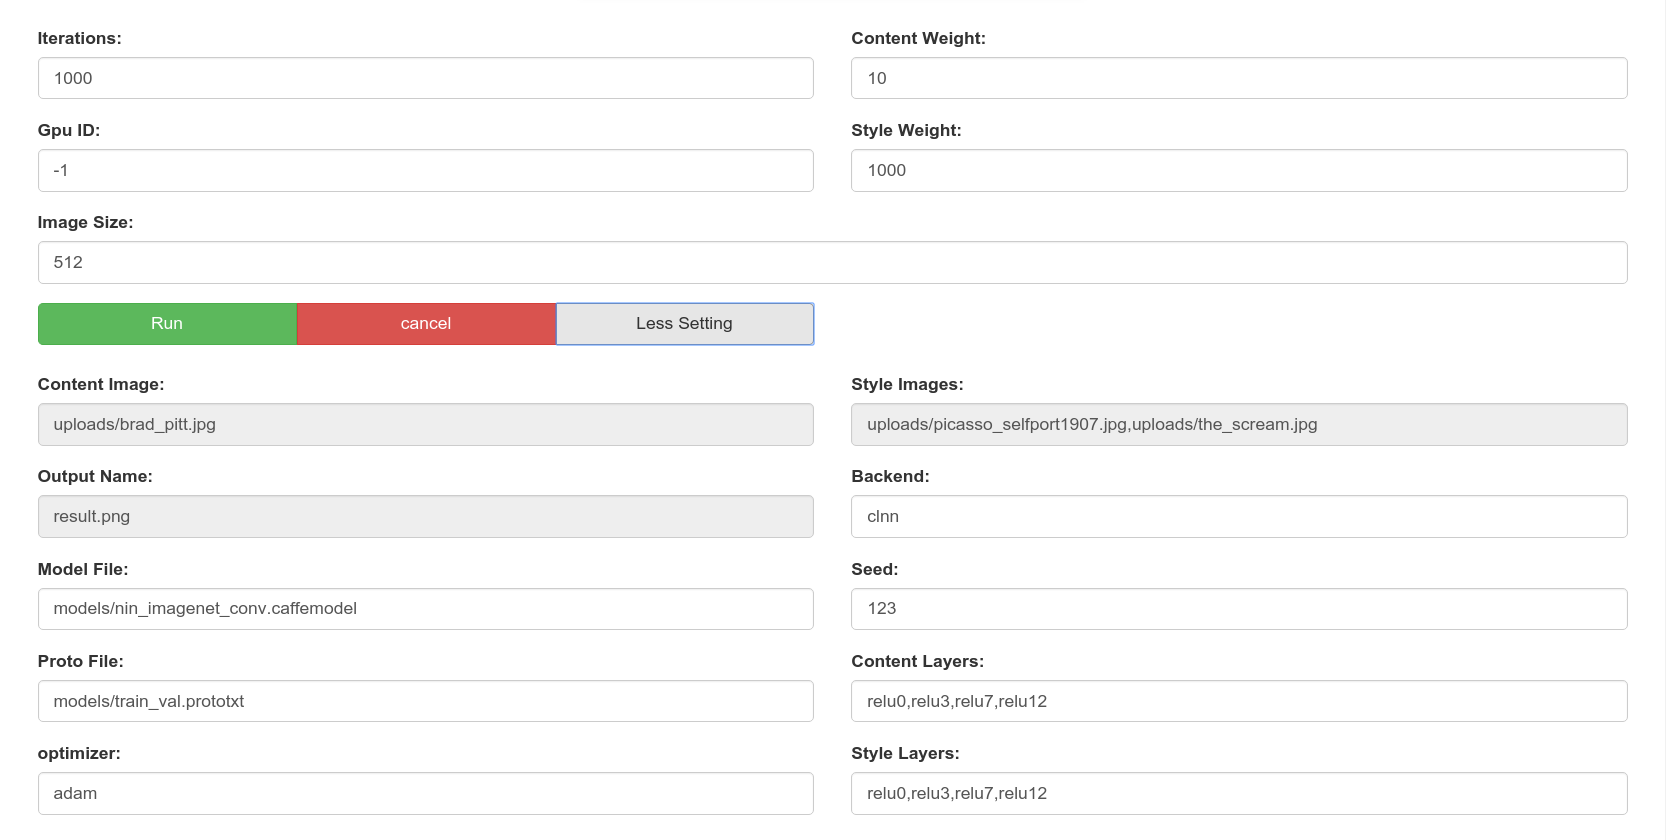 Iterations:
Content Weight:
1000
10
Gpu ID:
Style Weight:
-1
1000
Image Size:
512
Run
cancel
Less Setting
Content Image:
Style Images:
uploads/brad_pitt.jpg
uploads/picasso_selfport1907.jpg,uploads/the_scream.jpg
Output Name:
Backend:
result.png
clnn
Model File:
Seed:
models/nin_imagenet_conv.caffemodel
123
Proto File:
Content Layers:
models/train_val.prototxt
relu0,relu3,relu7,relu12
optimizer:
Style Layers:
adam
relu0,relu3,relu7,relu12